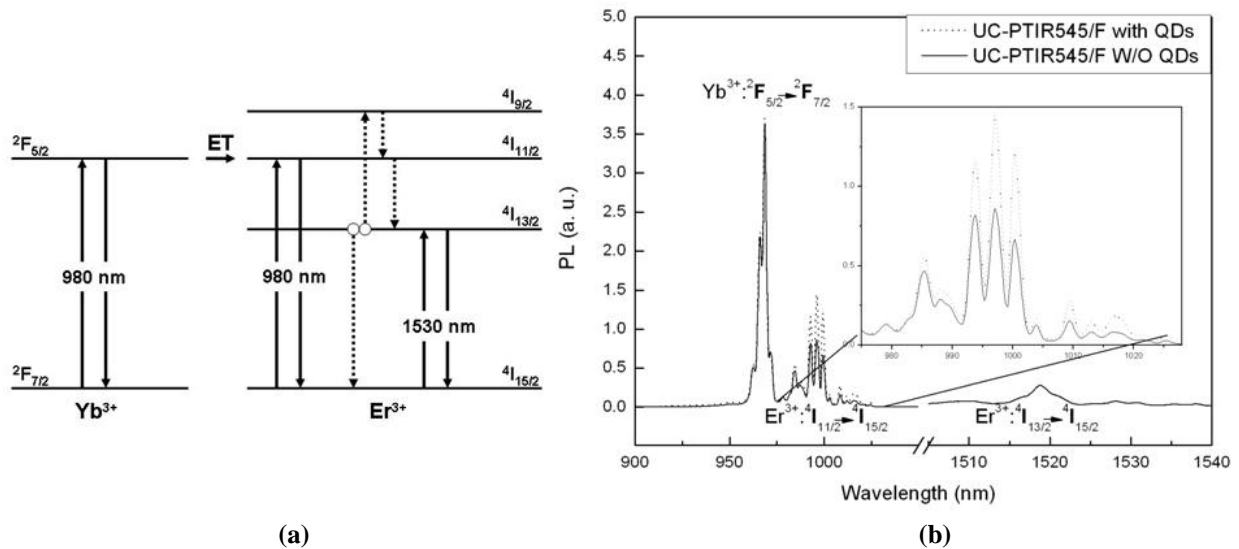 ⁴I₉/₂
²F₅/₂
ET
⁴I₁₁/₂
⁴I₁₃/₂
980 nm
980 nm
1530 nm
²F₇/₂
⁴I₁₅/₂
Yb³⁺
Er³⁺
(a)
UC-PTIR545/F with QDs
UC-PTIR545/F W/O QDs
Yb³⁺:²F₅/₂→²F₇/₂
PL (a. u.)
5.0
4.5
4.0
3.5
3.0
2.5
2.0
1.5
1.0
0.5
0.0
1.5
1.0
0.5
0.0
980
990
1000
1010
1020
Er³⁺:⁴I₁₁/₂→⁴I₁₅/₂
Er³⁺:⁴I₁₃/₂→⁴I₁₅/₂
900 950 1000 1510 1520 1530 1540
Wavelength (nm)
(b)